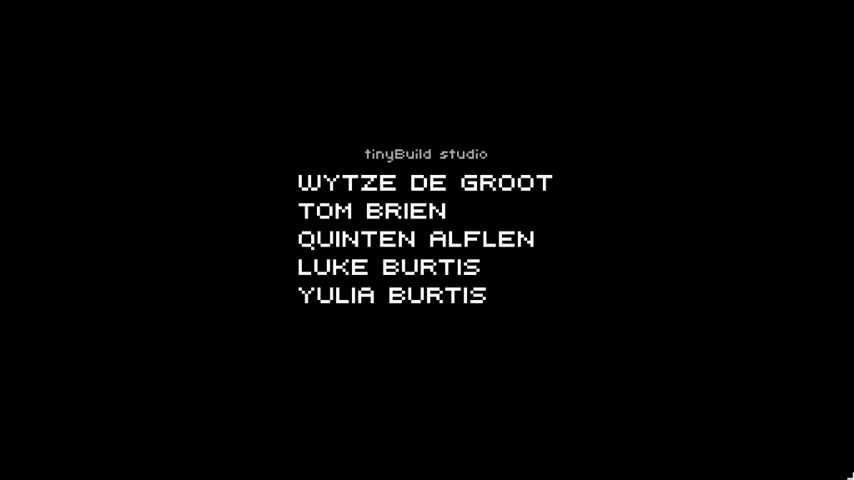 tinyBuild studio
WYTZE DE GROOT
TOM BRIEN
QUINTEN ALFLEN
LUKE BURTIS
YULIA BURTIS